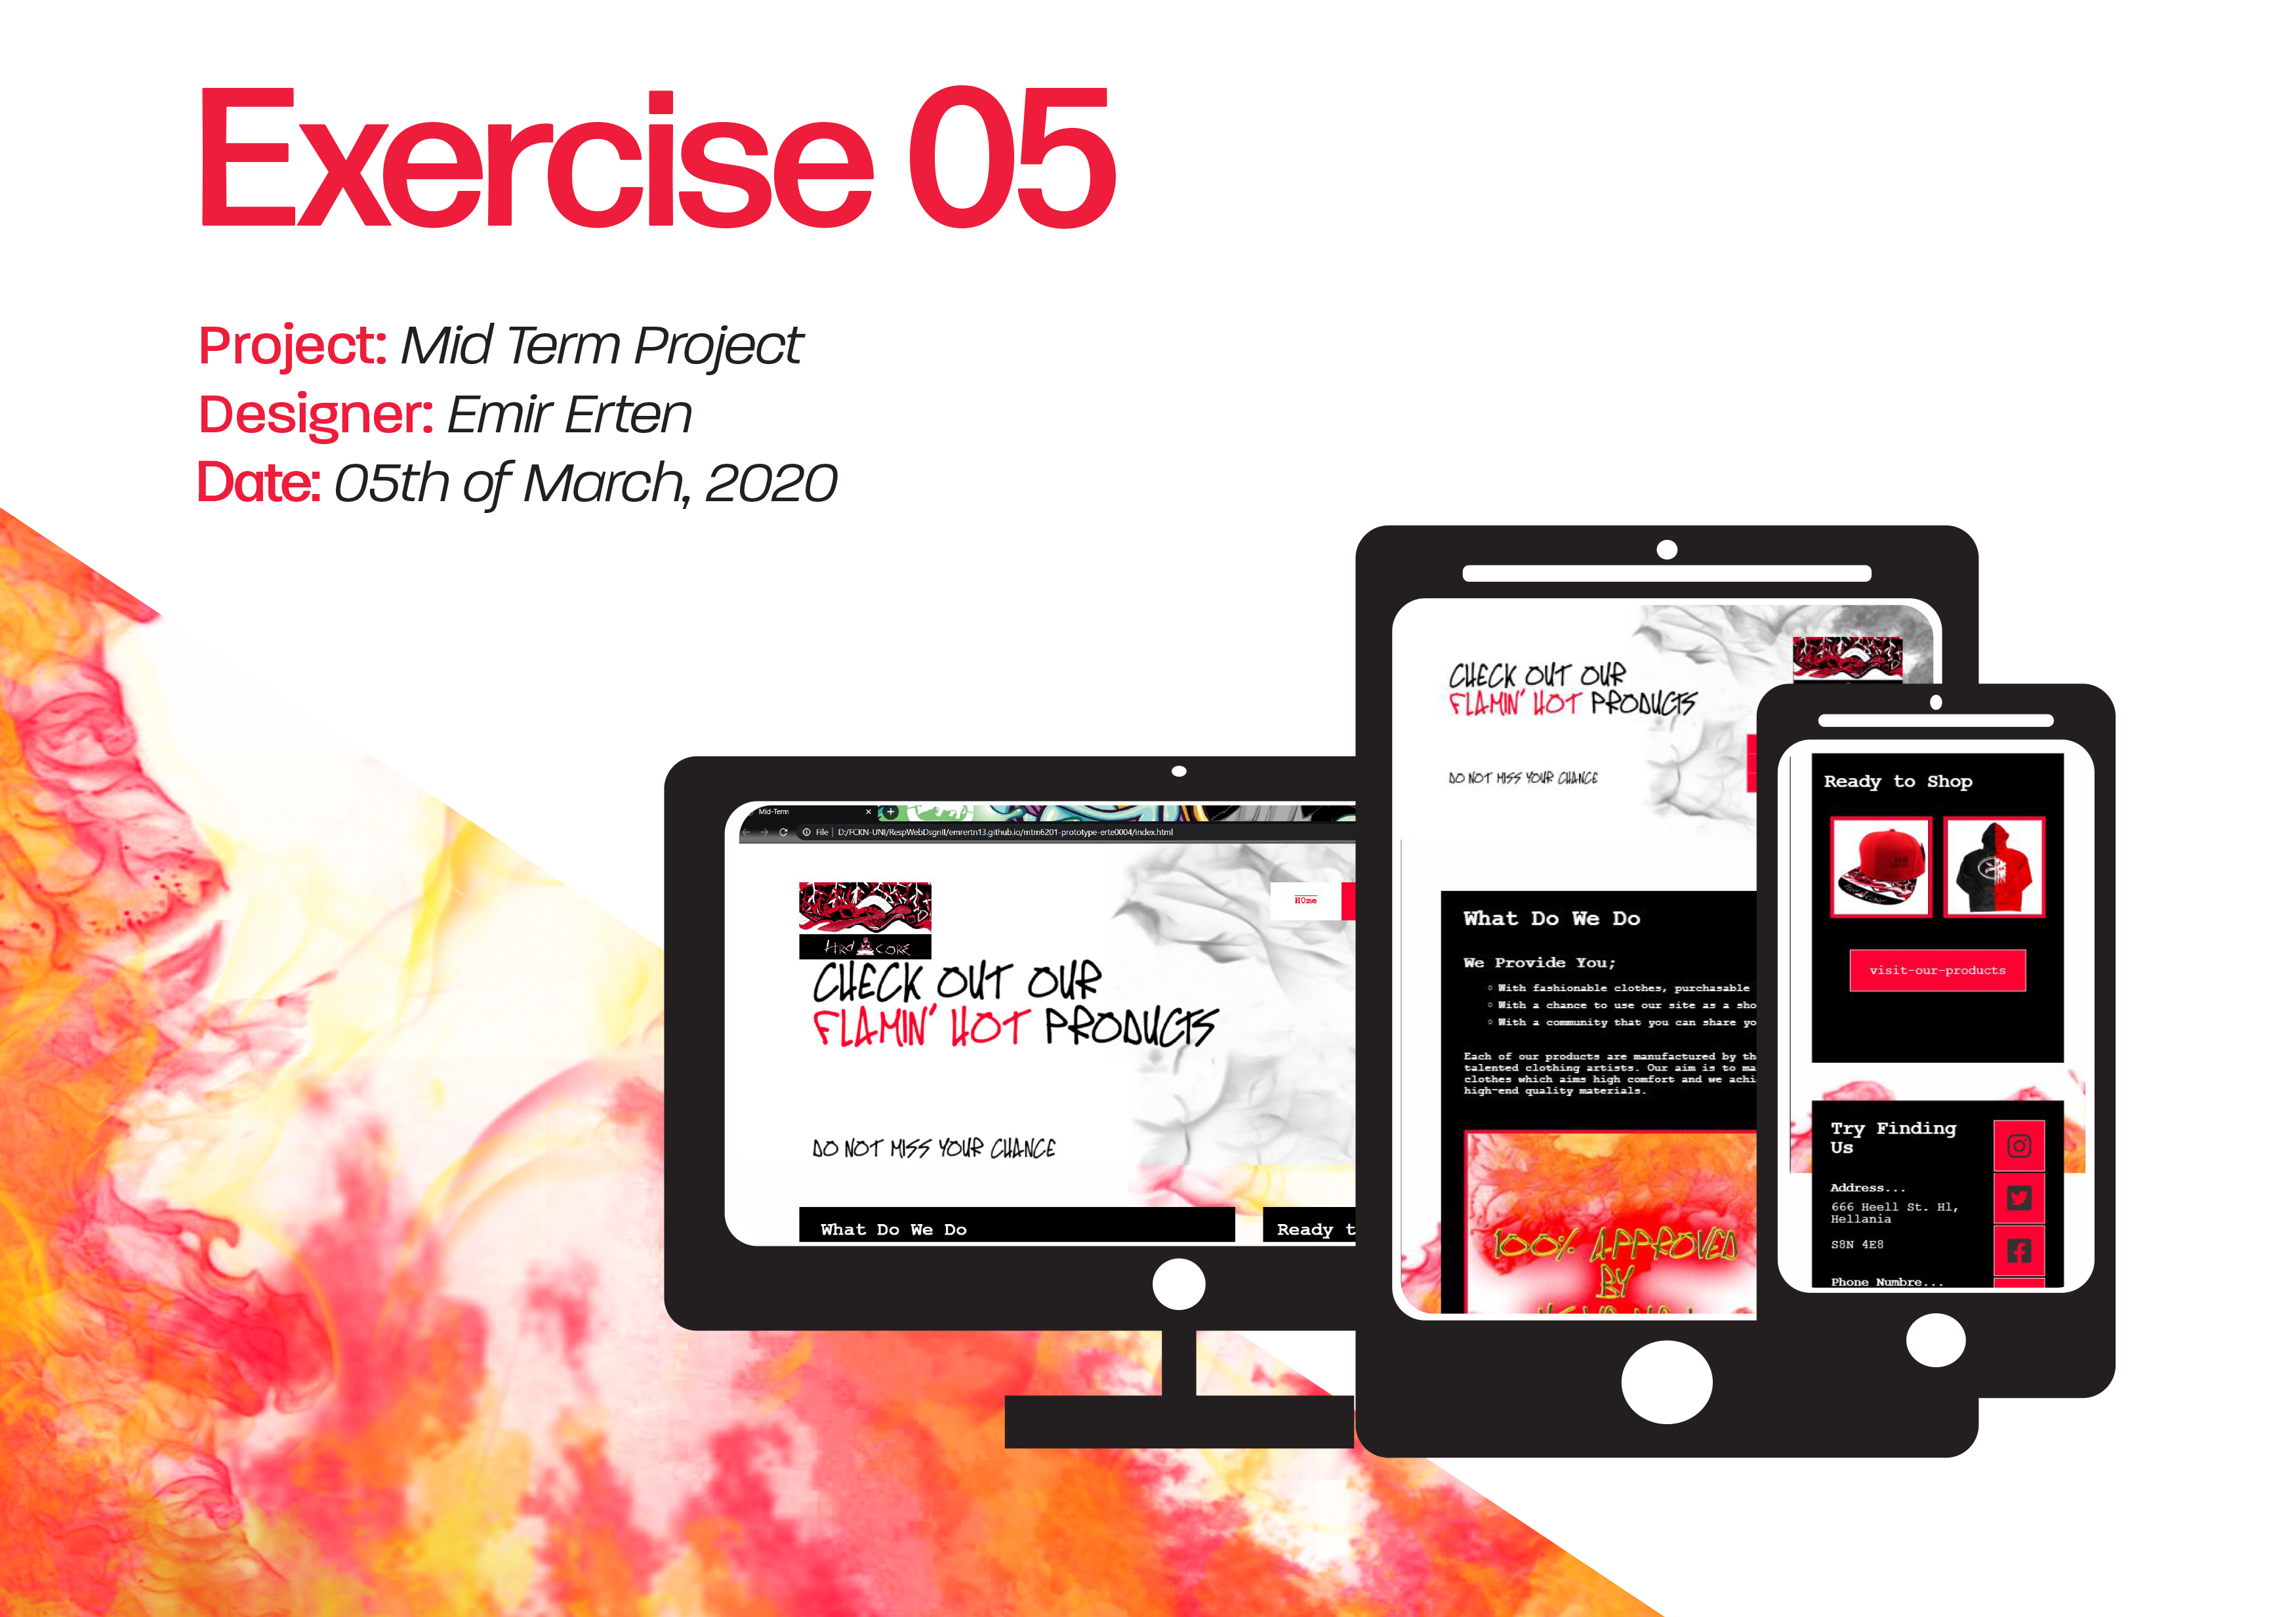 Exercise 05
Project: Mid Term Project
Designer: Emir Erten
Date: 05th of March, 2020
Mid-Term
File | D:/FCKN-UNI/RespWebDsgnII/emrertn13.github.io/mtm6201-prototype-erte0004/index.html
H0me
HRd CORE
CHECK OUT OUR
FLAMIN' HOT PRODUCTS
DO NOT MISS YOUR CHANCE
What Do We Do
Ready t
CHECK OUT OUR
FLAMIN' HOT PRODUCTS
DO NOT MISS YOUR CHANCE
What Do We Do
We Provide You;
With fashionable clothes, purchasable
With a chance to use our site as a sho
With a community that you can share yo
Each of our products are manufactured by th
talented clothing artists. Our aim is to ma
clothes which aims high comfort and we achi
high-end quality materials.
100% APPROVED
BY
Ready to Shop
visit-our-products
Try Finding
Us
Address...
666 Heell St. Hl,
Hellania
S8N 4E8
Phone Numbre...